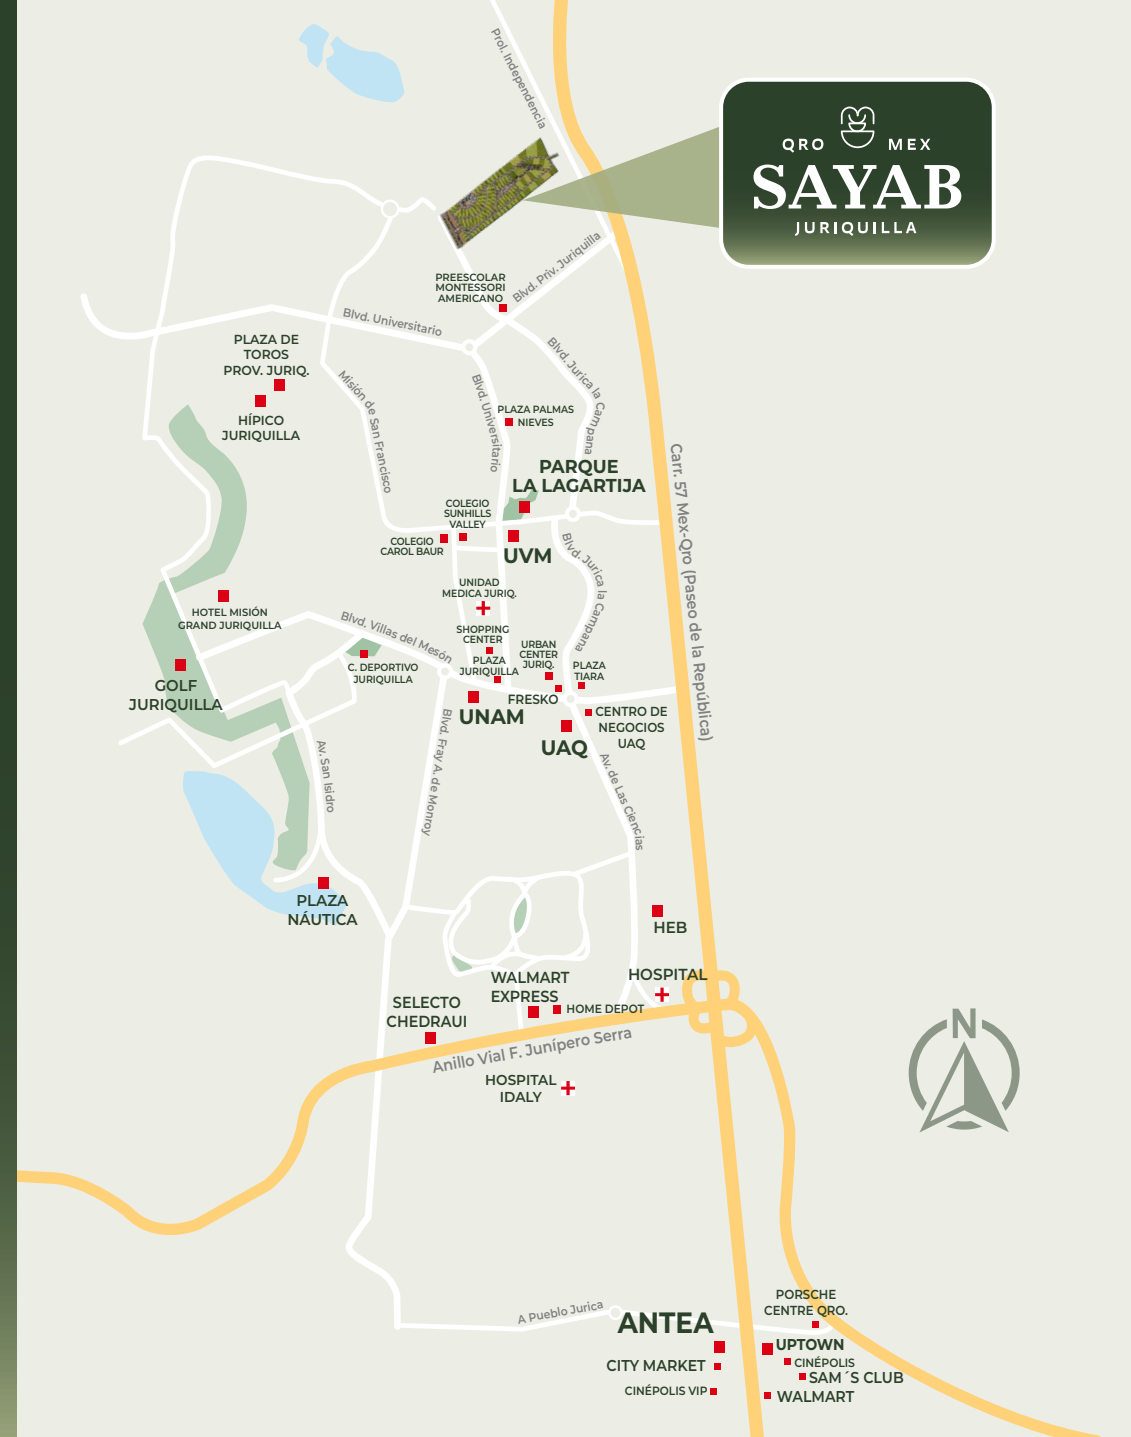 Prol. Independencia
QRO MEX
SAYAB
JURIQUILLA
Blvd. Priv. Juriquilla
PREESCOLAR
MONTESSORI
AMERICANO
Blvd. Universitario
PLAZA DE
TOROS
PROV. JURIQ.
HÍPICO
JURIQUILLA
Misión de San Francisco
Blvd. Universitario
Blvd. Jurica la Campana
PLAZA PALMAS
NIEVES
PARQUE
LA LAGARTIJA
Carr. 57 Mex-Qro (Paseo de la República)
COLEGIO
SUNHILLS
VALLEY
COLEGIO
CAROL BAUR
UVM
Blvd. Jurica la Campana
UNIDAD
MEDICA JURIQ.
HOTEL MISIÓN
GRAND JURIQUILLA
Blvd. Villas del Mesón
SHOPPING
CENTER
URBAN
CENTER
JURIQ.
PLAZA
JURIQUILLA
PLAZA
TIARA
C. DEPORTIVO
JURIQUILLA
GOLF
JURIQUILLA
FRESKO
UNAM
CENTRO DE
NEGOCIOS
UAQ
UAQ
Av. San Isidro
Blvd. Fray A. de Monroy
Av. de Las Ciencias
PLAZA
NÁUTICA
HEB
HOSPITAL
WALMART
EXPRESS
HOME DEPOT
SELECTO
CHEDRAUI
Anillo Vial F. Junípero Serra
N
HOSPITAL
IDALY
PORSCHE
CENTRE QRO.
A Pueblo Jurica
ANTEA
UPTOWN
CITY MARKET
CINÉPOLIS
SAM´S CLUB
CINÉPOLIS VIP
WALMART